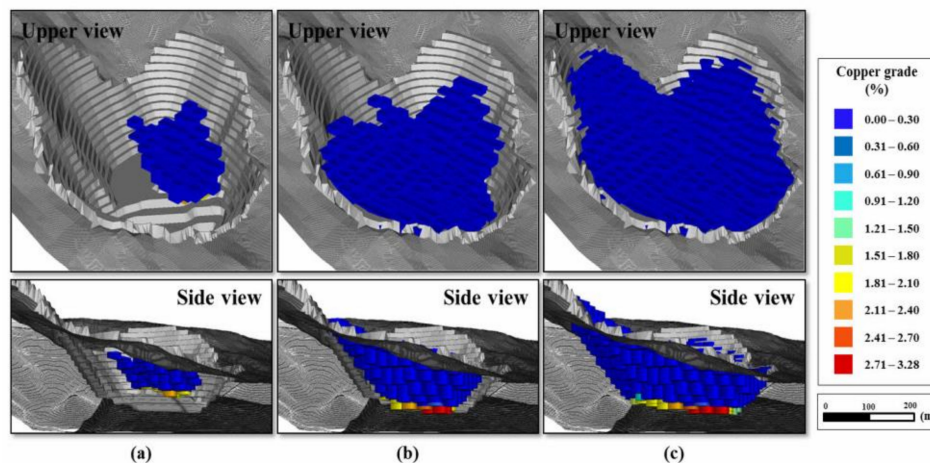 Upper view
Upper view
Upper view
Side view
Side view
Side view
(a)
(b)
(c)
Copper grade
(%)
0.00 – 0.30
0.31 – 0.60
0.61 – 0.90
0.91 – 1.20
1.21 – 1.50
1.51 – 1.80
1.81 – 2.10
2.11 – 2.40
2.41 – 2.70
2.71 – 3.28
0 100 200
(m